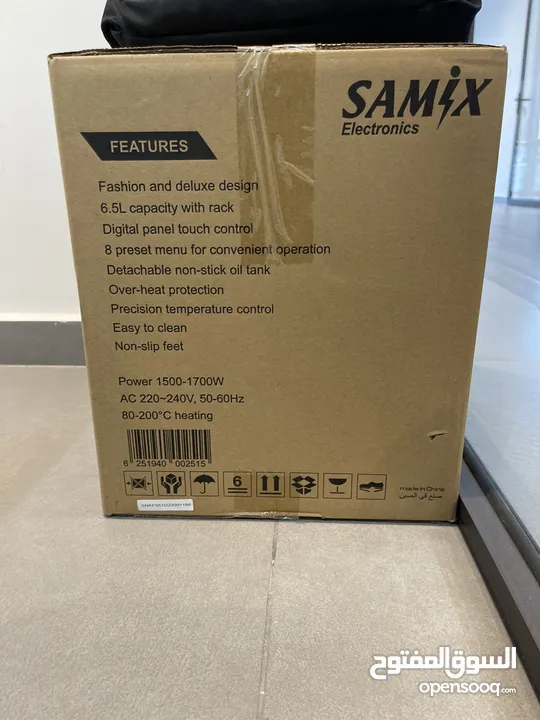 SAMiX
Electronics
FEATURES
Fashion and deluxe design
6.5L capacity with rack
Digital panel touch control
8 preset menu for convenient operation
Detachable non-stick oil tank
Over-heat protection
Precision temperature control
Easy to clean
Non-slip feet
Power 1500-1700W
AC 220~240V, 50-60Hz
80-200°C heating
6 251940 002515
6
made in China
صنع في الصين
السوق المفتوح
opensooq.com